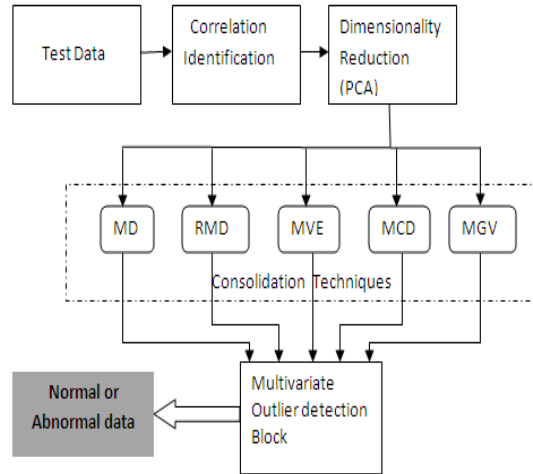 Test Data
Correlation
Identification
Dimensionality
Reduction
(PCA)
MD
RMD
MVE
MCD
MGV
Consolidation Techniques
Multivariate
Outlier detection
Block
Normal or
Abnormal data